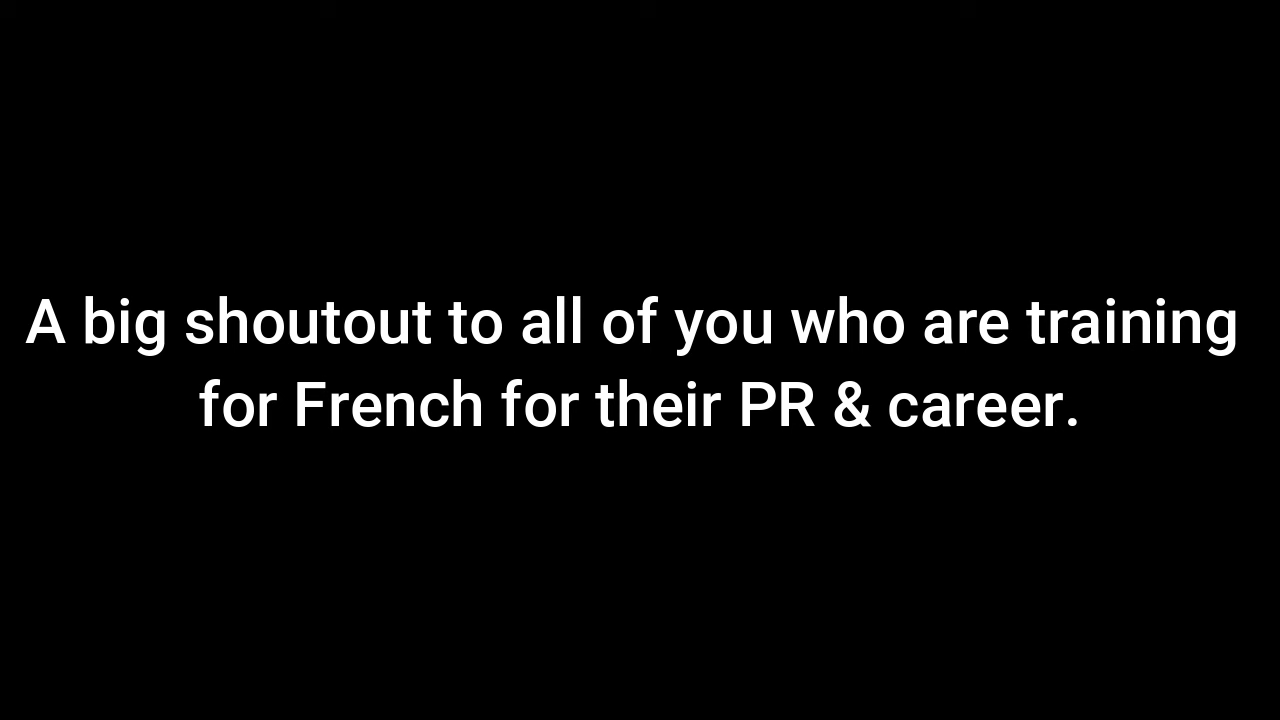 A big shoutout to all of you who are training
for French for their PR & career.